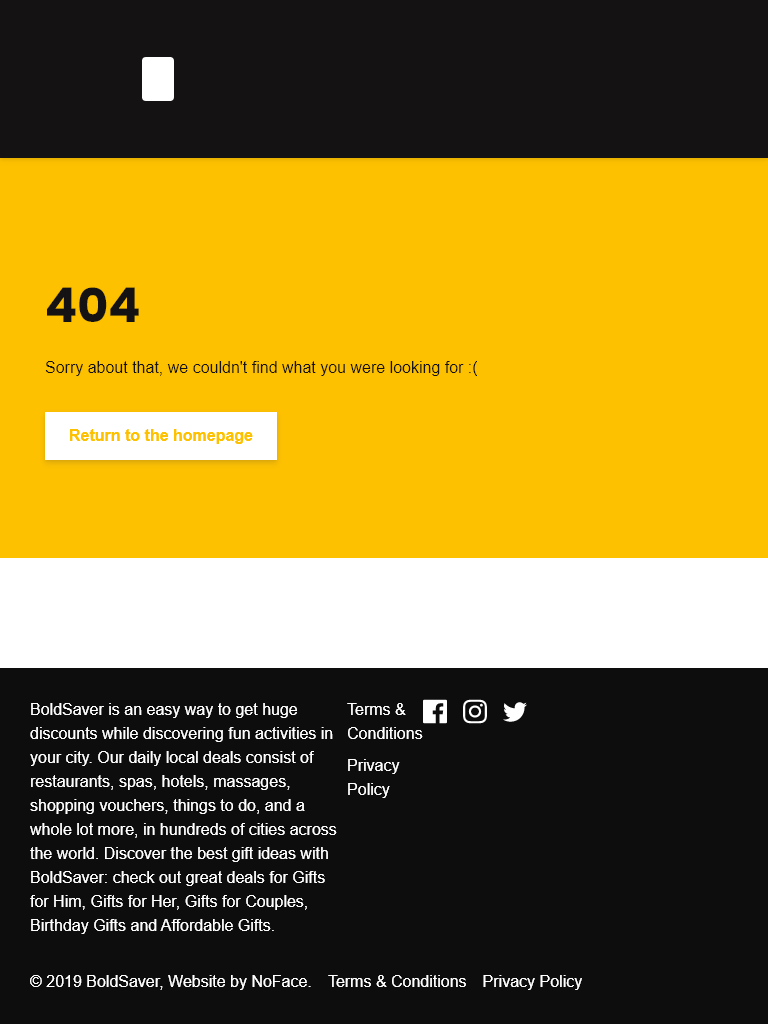 404
Sorry about that, we couldn't find what you were looking for :(
Return to the homepage
BoldSaver is an easy way to get huge
discounts while discovering fun activities in
your city. Our daily local deals consist of
restaurants, spas, hotels, massages,
shopping vouchers, things to do, and a
whole lot more, in hundreds of cities across
the world. Discover the best gift ideas with
BoldSaver: check out great deals for Gifts
for Him, Gifts for Her, Gifts for Couples,
Birthday Gifts and Affordable Gifts.
Terms &
Conditions
Privacy
Policy
© 2019 BoldSaver, Website by NoFace. Terms & Conditions Privacy Policy